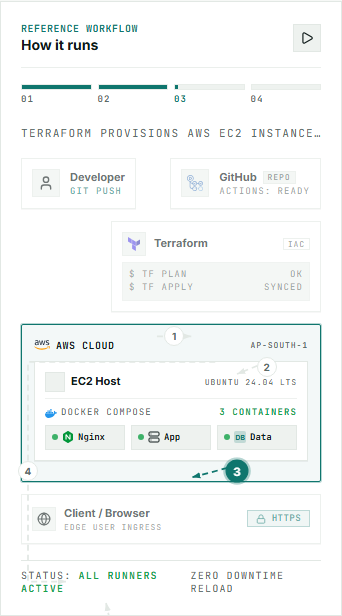 REFERENCE WORKFLOW
How it runs
01 02 03 04
TERRAFORM PROVISIONS AWS EC2 INSTANCE…
Developer
GIT PUSH
GitHub REPO
ACTIONS: READY
Terraform IAC
$ TF PLAN OK
$ TF APPLY SYNCED
aws AWS CLOUD 1 AP-SOUTH-1
2
EC2 Host UBUNTU 24.04 LTS
DOCKER COMPOSE 3 CONTAINERS
Nginx App DB Data
4 3
Client / Browser
EDGE USER INGRESS
HTTPS
STATUS: ALL RUNNERS
ACTIVE
ZERO DOWNTIME
RELOAD